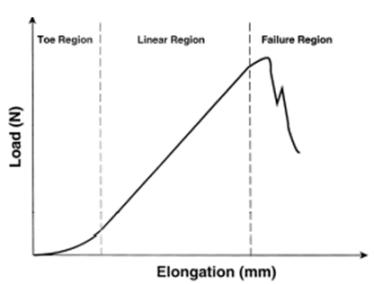 Toe Region
Linear Region
Failure Region
Load (N)
Elongation (mm)